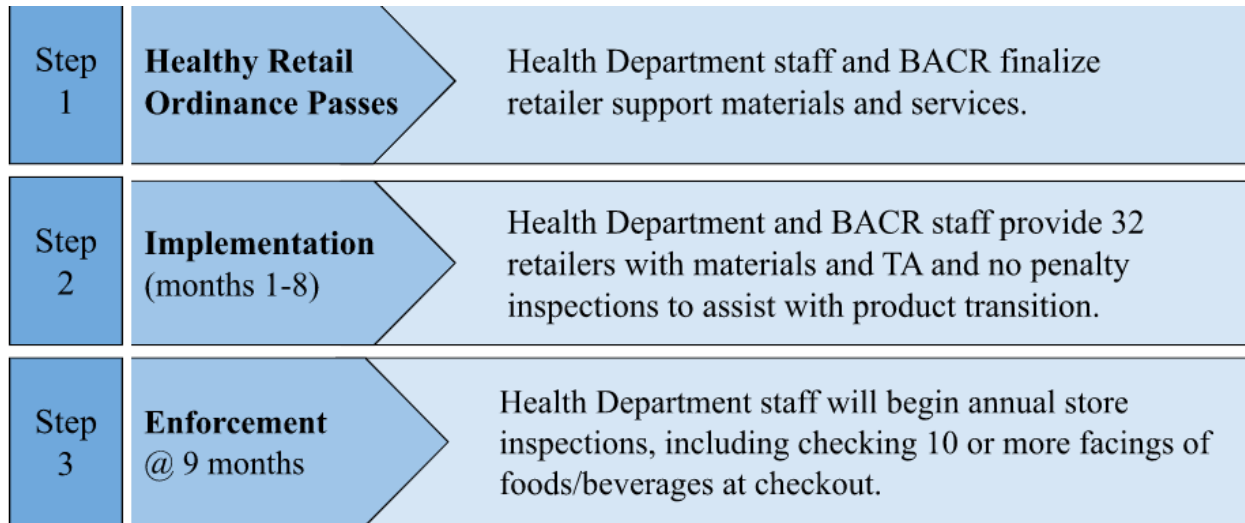 Step
1
Healthy Retail
Ordinance Passes
Health Department staff and BACR finalize
retailer support materials and services.
Step
2
Implementation
(months 1-8)
Health Department and BACR staff provide 32
retailers with materials and TA and no penalty
inspections to assist with product transition.
Step
3
Enforcement
@ 9 months
Health Department staff will begin annual store
inspections, including checking 10 or more facings of
foods/beverages at checkout.